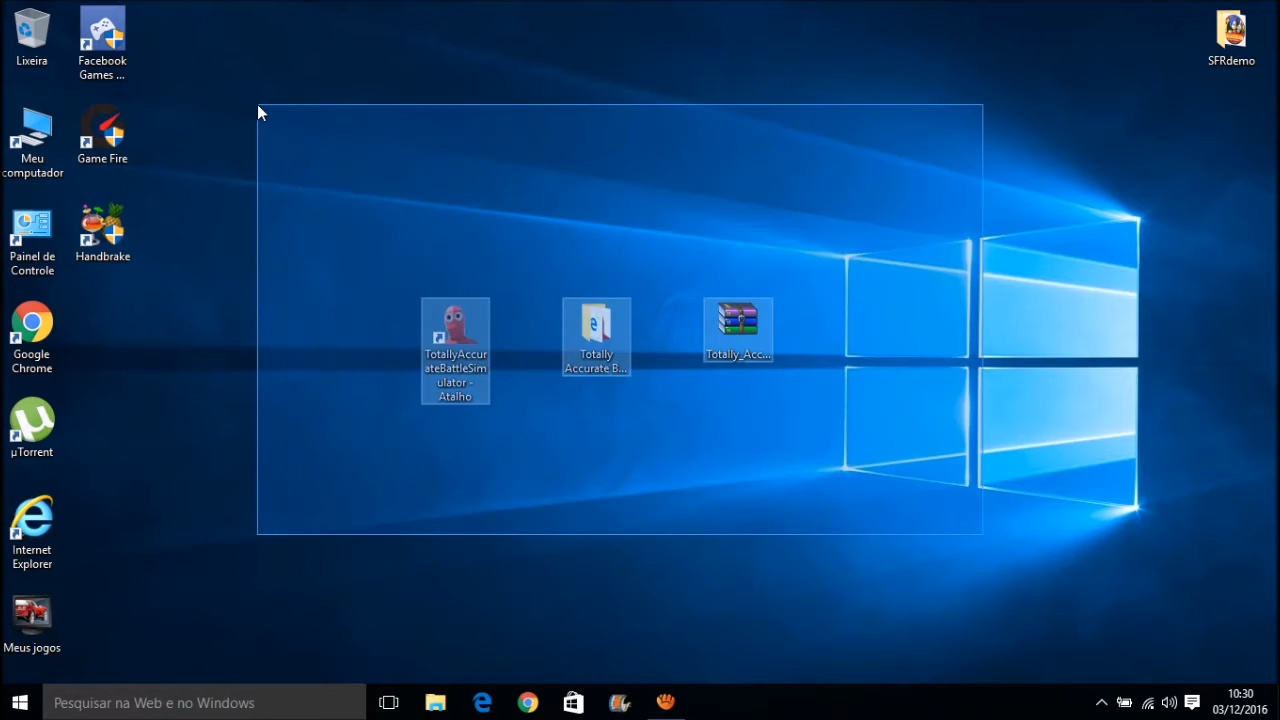 Lixeira
Facebook
Games ...
SFRdemo
Meu
computador
Game Fire
Painel de
Controle
Handbrake
Google
Chrome
TotallyAccur
ateBattleSim
ulator -
Atalho
Totally
Accurate B...
Totally_Acc...
µTorrent
Internet
Explorer
Meus jogos
Pesquisar na Web e no Windows
10:30
03/12/2016